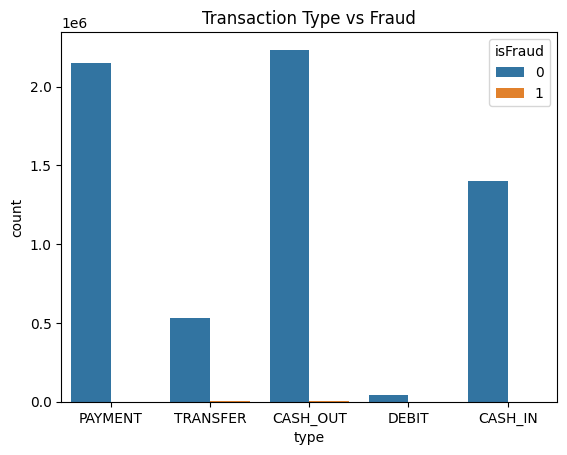 Transaction Type vs Fraud
1e6
isFraud
0
1
2.0
1.5
1.0
0.5
0.0
count
PAYMENT TRANSFER CASH_OUT DEBIT CASH_IN
type